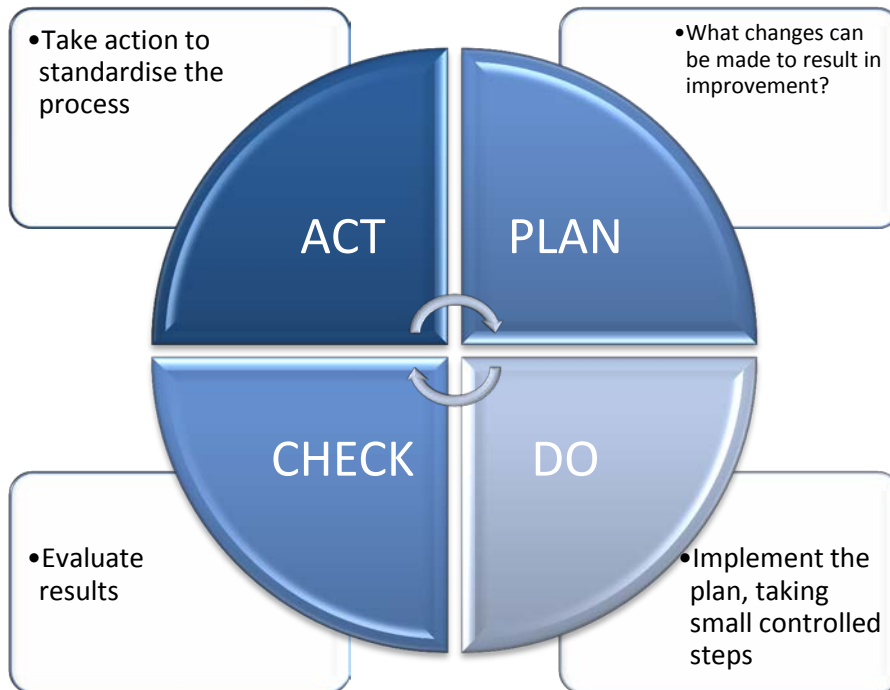 •Take action to
standardise the
process
•What changes can
be made to result in
improvement?
ACT
PLAN
CHECK
DO
•Evaluate
results
•Implement the
plan, taking
small controlled
steps